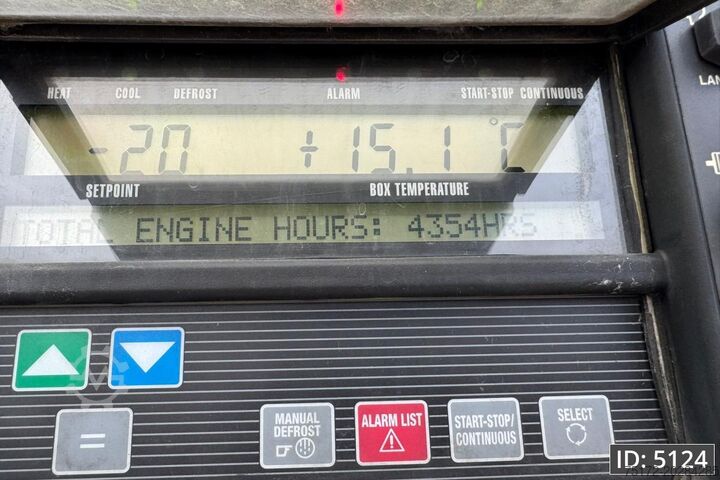 HEAT COOL DEFROST ALARM START-STOP CONTINUOUS
-20 +15.1 °C
SETPOINT BOX TEMPERATURE
TOTAL ENGINE HOURS: 4354HRS
LAN
MANUAL DEFROST
ALARM LIST
START-STOP/
CONTINUOUS
SELECT
=
ID: 5124